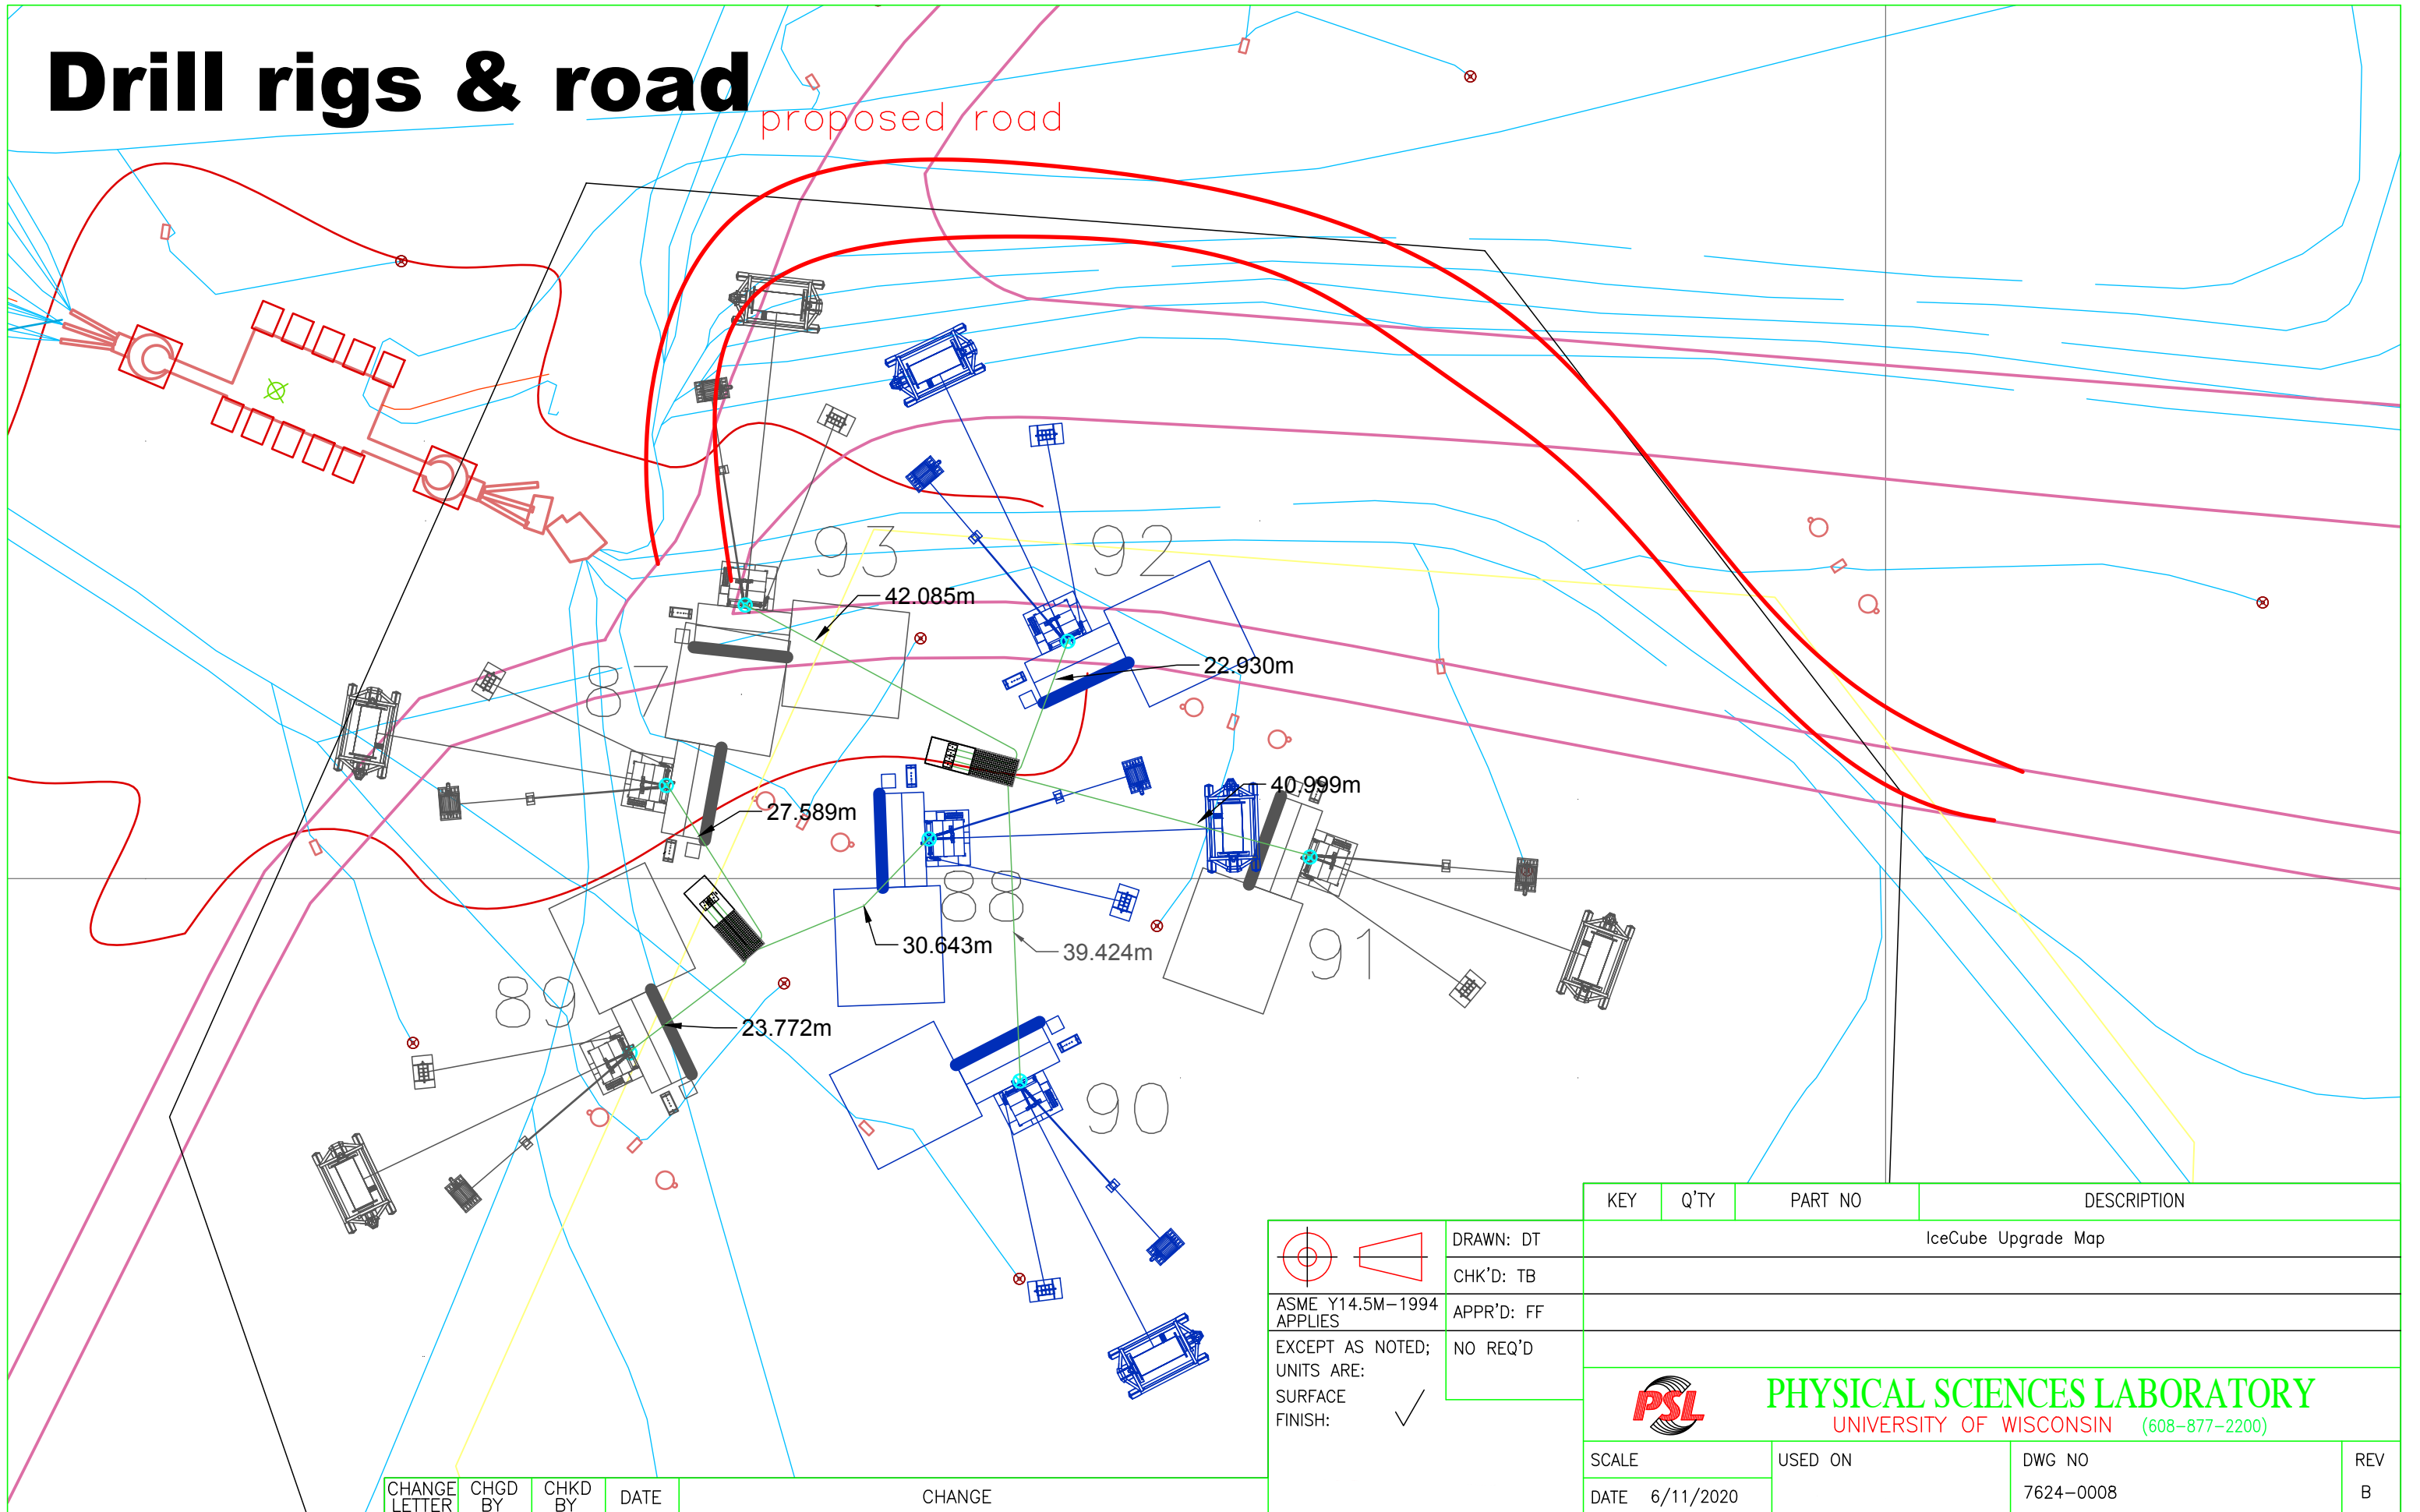 Drill rigs & road
proposed road
93
92
42.085m
22.930m
87
40.999m
27.589m
88
30.643m
39.424m
91
89
23.772m
90
KEY Q'TY PART NO DESCRIPTION
DRAWN: DT
IceCube Upgrade Map
CHK'D: TB
ASME Y14.5M-1994
APPLIES
APPR'D: FF
EXCEPT AS NOTED;
UNITS ARE:
NO REQ'D
SURFACE
FINISH:
PSL
PHYSICAL SCIENCES LABORATORY
UNIVERSITY OF WISCONSIN (608-877-2200)
SCALE
USED ON
DWG NO
REV
DATE 6/11/2020
7624-0008
B
CHANGE LETTER
CHGD BY
CHKD BY
DATE
CHANGE